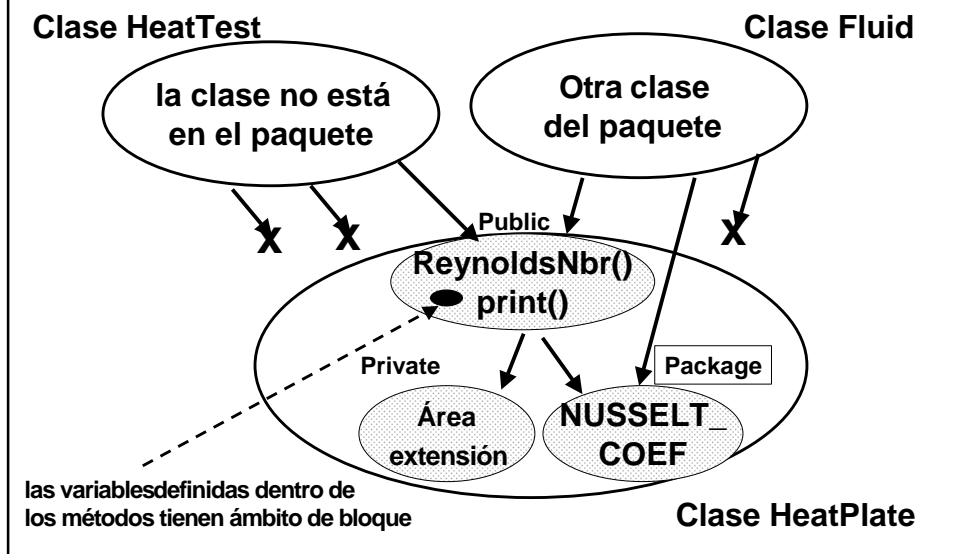 Clase HeatTest
Clase Fluid
la clase no está
en el paquete
Otra clase
del paquete
X
X
X
Public
ReynoldsNbr()
print()
Private
Package
Área
extensión
NUSSELT_
COEF
las variablesdefinidas dentro de
los métodos tienen ámbito de bloque
Clase HeatPlate